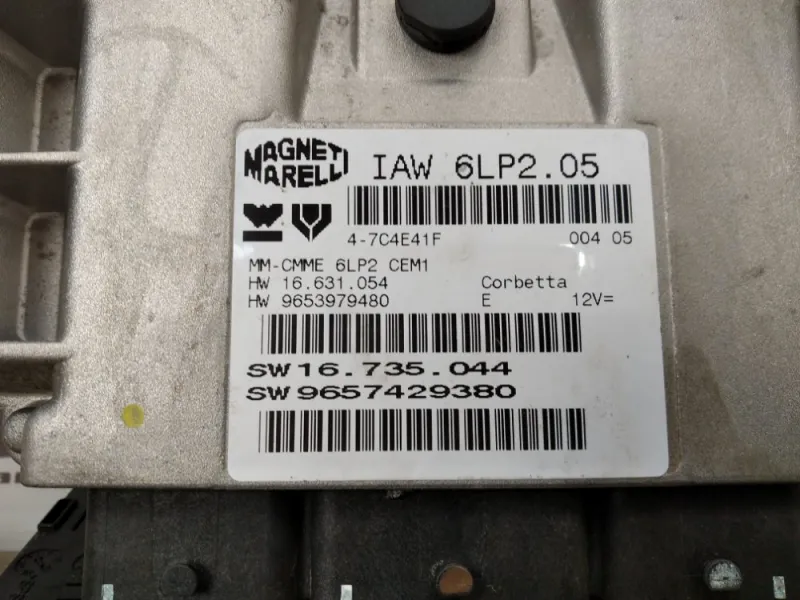 MAGNETI
MARELLI
IAW 6LP2.05
4-7C4E41F 004 05
MM-CMME 6LP2 CEM1
HW 16.631.054 Corbetta
HW 9653979480 E 12V=
SW 16.735.044
SW 9657429380